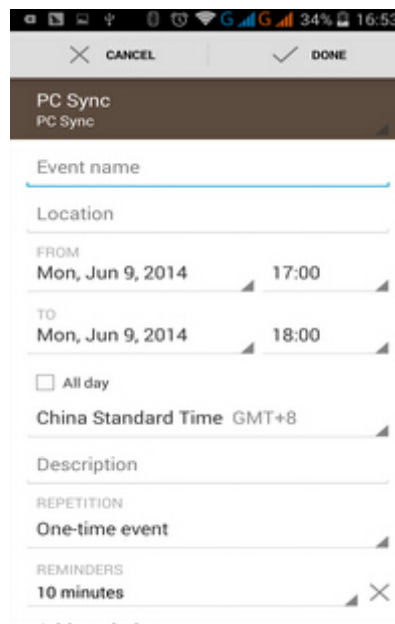 G G 34% 16:53
CANCEL DONE
PC Sync
PC Sync
Event name
Location
FROM
Mon, Jun 9, 2014 17:00
TO
Mon, Jun 9, 2014 18:00
All day
China Standard Time GMT+8
Description
REPETITION
One-time event
REMINDERS
10 minutes